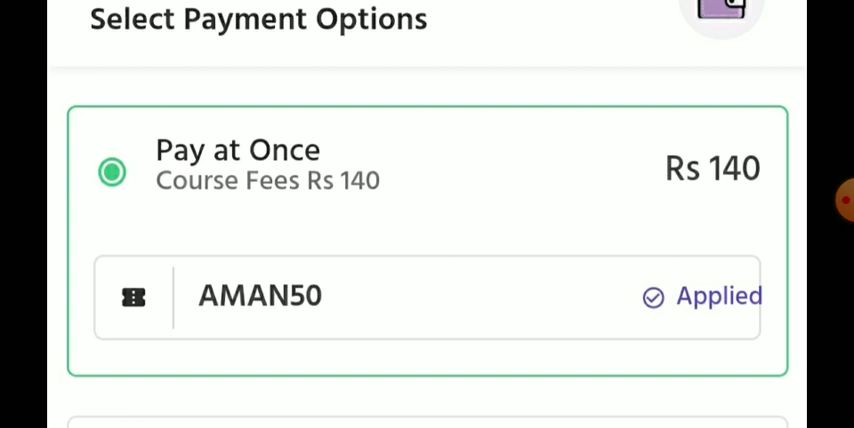 Select Payment Options
Pay at Once
Course Fees Rs 140
Rs 140
AMAN50
Applied